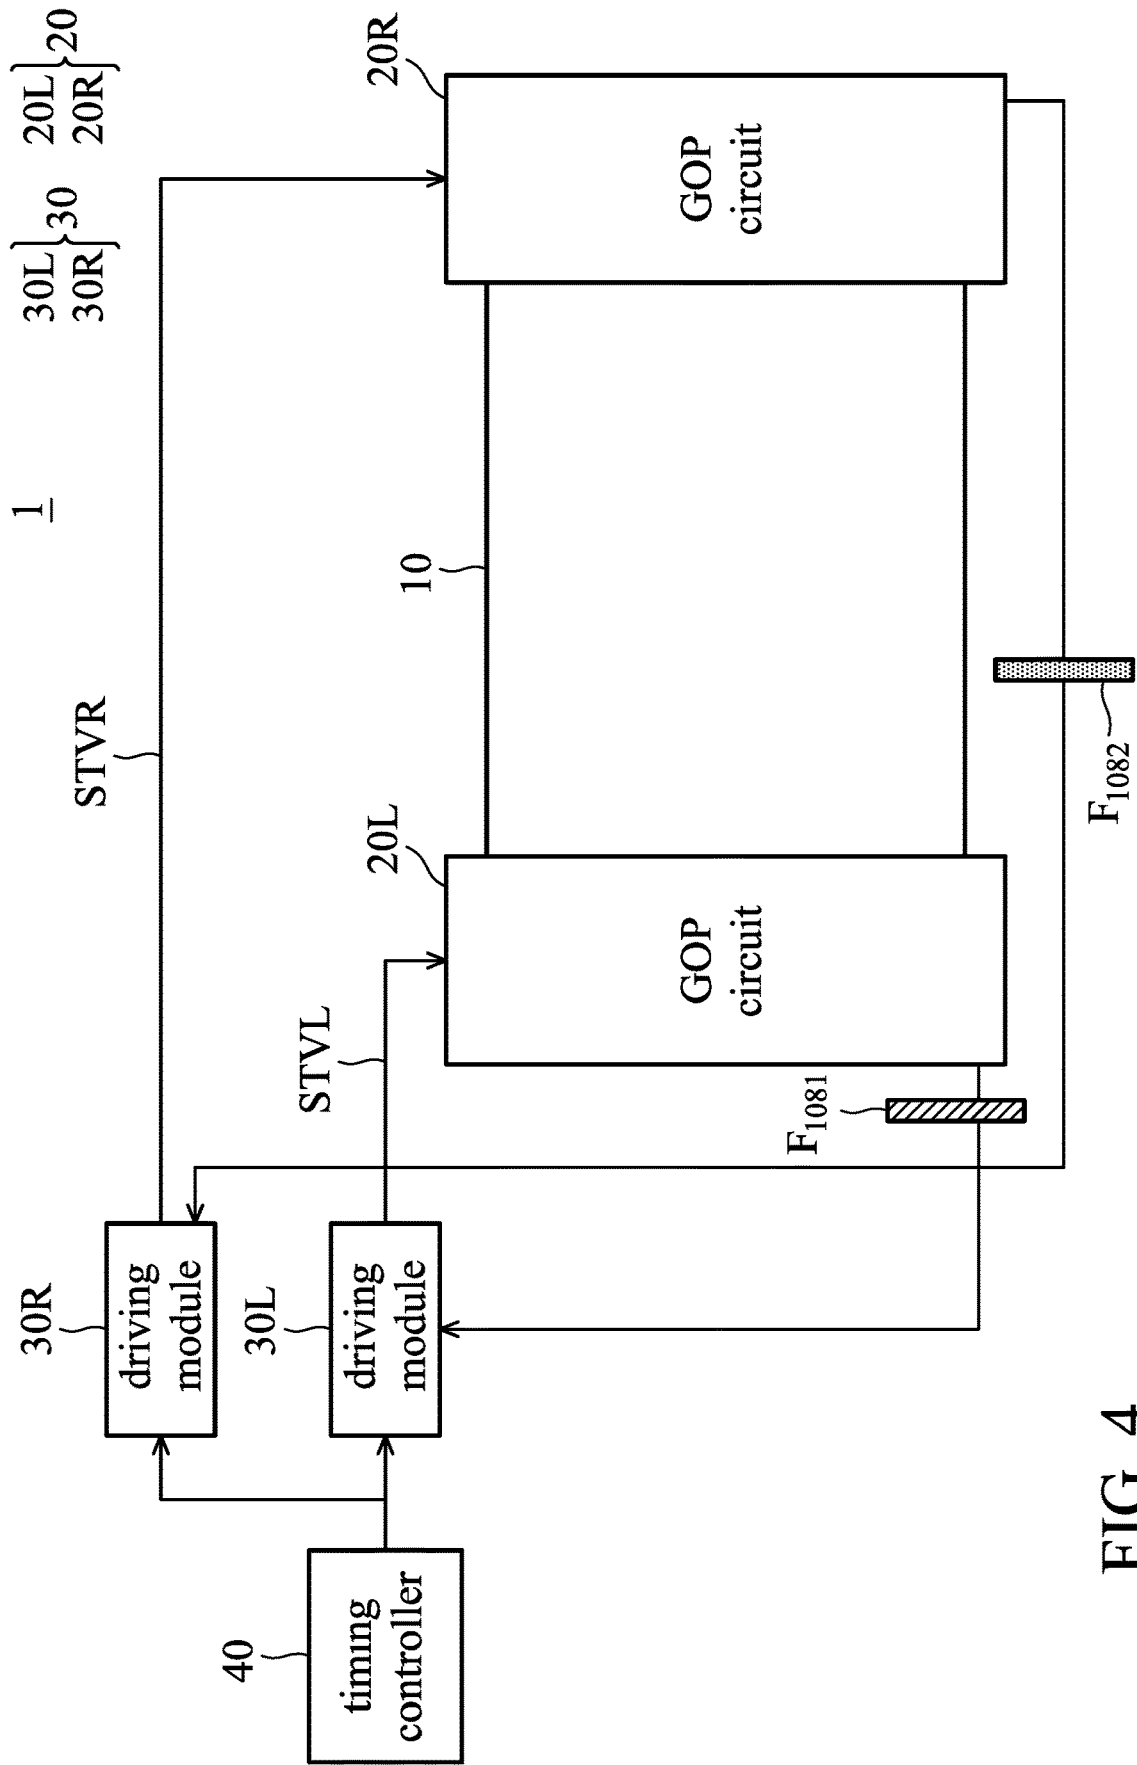 1
30L
30R
30
20L
20R
20
STVR
30R
driving
module
STVL
30L
driving
module
40
timing
controller
20L
GOP
circuit
10
20R
GOP
circuit
F1081
F1082
FIG. 4